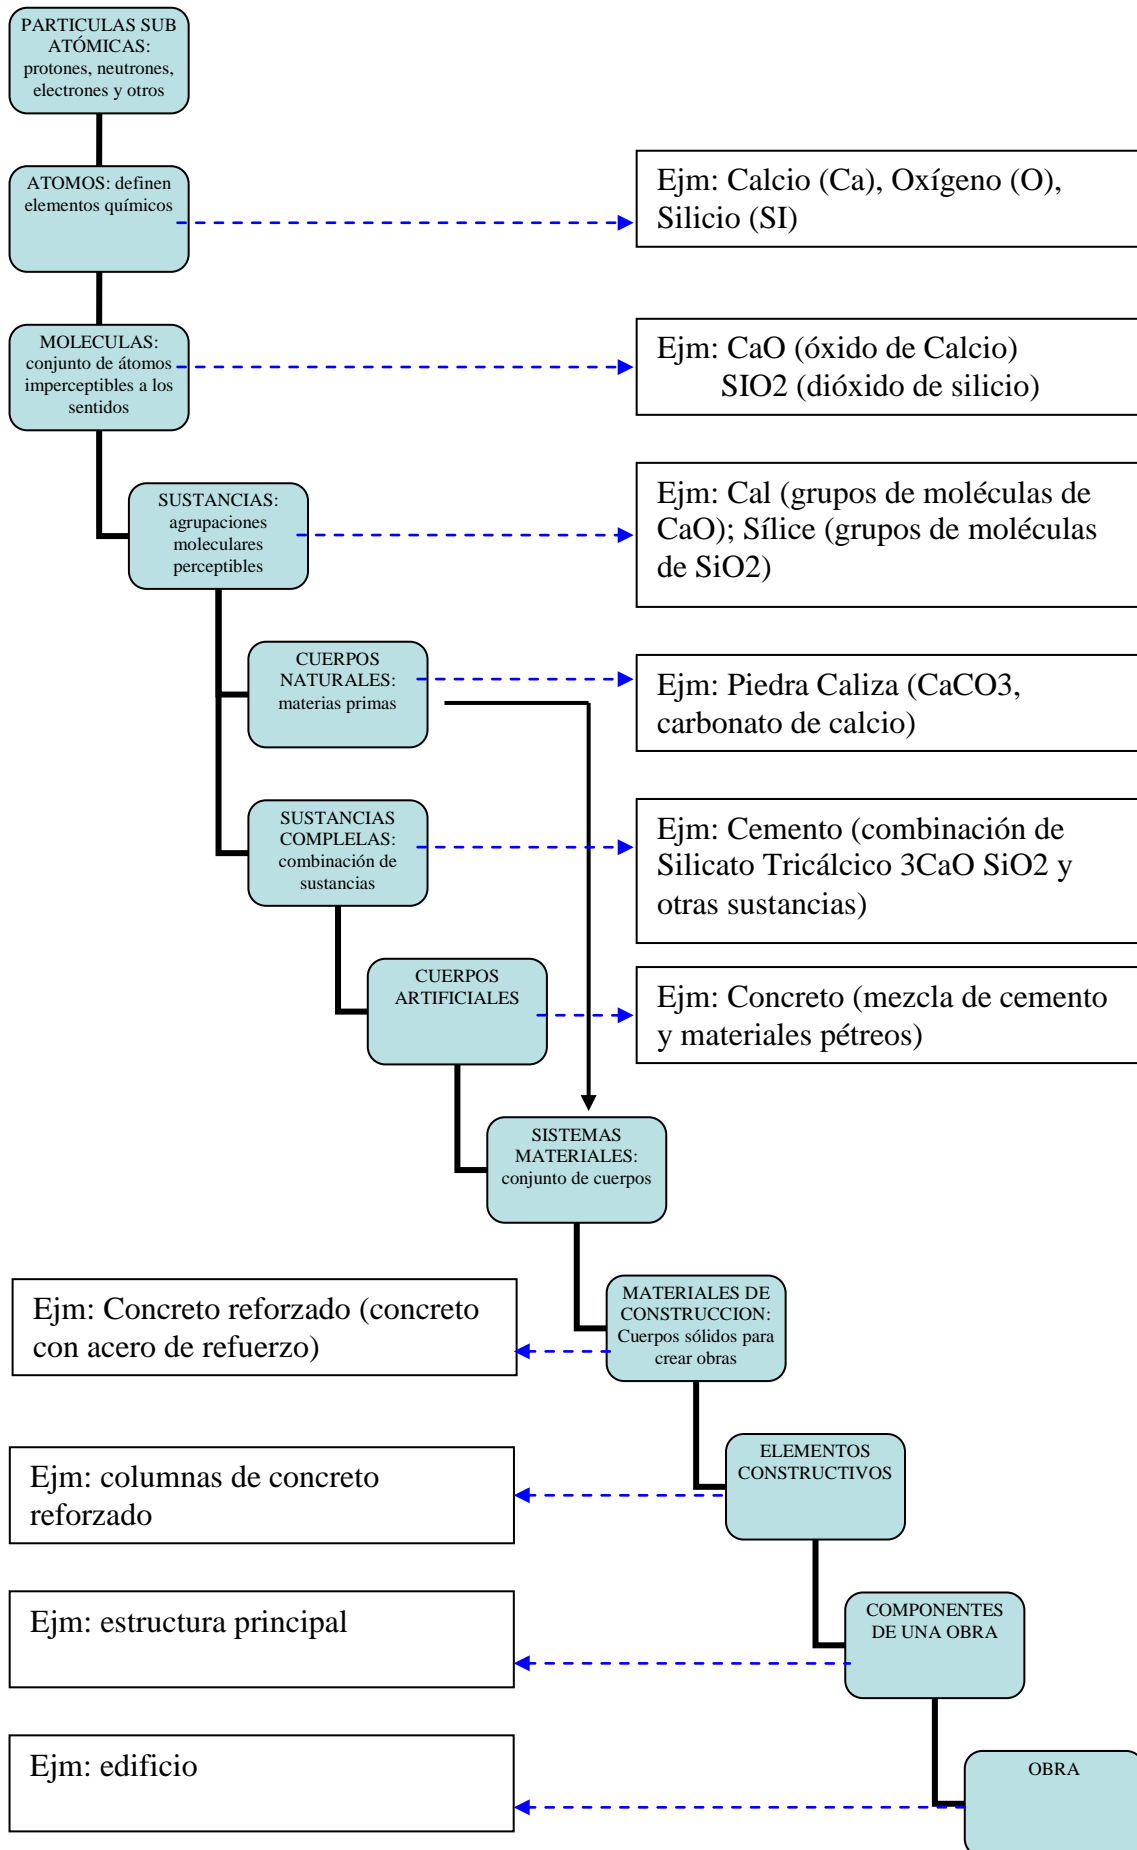 PARTICULAS SUB
ATÓMICAS:
protones, neutrones,
electrones y otros
ATOMOS: definen
elementos químicos
Ejm: Calcio (Ca), Oxígeno (O),
Silicio (SI)
MOLECULAS:
conjunto de átomos
imperceptibles a los
sentidos
Ejm: CaO (óxido de Calcio)
SIO2 (dióxido de silicio)
SUSTANCIAS:
agrupaciones
moleculares
perceptibles
Ejm: Cal (grupos de moléculas de
CaO); Sílice (grupos de moléculas
de SiO2)
CUERPOS
NATURALES:
materias primas
Ejm: Piedra Caliza (CaCO3,
carbonato de calcio)
SUSTANCIAS
COMPLELAS:
combinación de
sustancias
Ejm: Cemento (combinación de
Silicato Tricálcico 3CaO SiO2 y
otras sustancias)
CUERPOS
ARTIFICIALES
Ejm: Concreto (mezcla de cemento
y materiales pétreos)
SISTEMAS
MATERIALES:
conjunto de cuerpos
MATERIALES DE
CONSTRUCCION:
Cuerpos sólidos para
crear obras
Ejm: Concreto reforzado (concreto
con acero de refuerzo)
ELEMENTOS
CONSTRUCTIVOS
Ejm: columnas de concreto
reforzado
COMPONENTES
DE UNA OBRA
Ejm: estructura principal
OBRA
Ejm: edificio